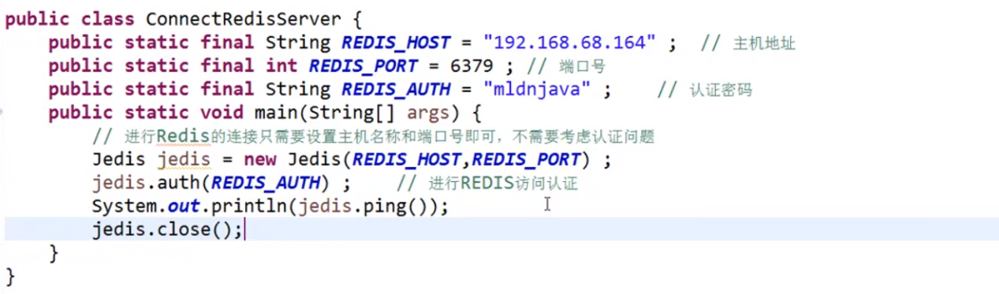 public class ConnectRedisServer {
    public static final String REDIS_HOST = "192.168.68.164" ;  // 主机地址
    public static final int REDIS_PORT = 6379 ; // 端口号
    public static final String REDIS_AUTH = "mldnjava" ;    // 认证密码
    public static void main(String[] args) {
        // 进行Redis的连接只需要设置主机名称和端口号即可，不需要考虑认证问题
        Jedis jedis = new Jedis(REDIS_HOST,REDIS_PORT) ;
        jedis.auth(REDIS_AUTH) ;    // 进行REDIS访问认证
        System.out.println(jedis.ping());
        jedis.close();
    }
}